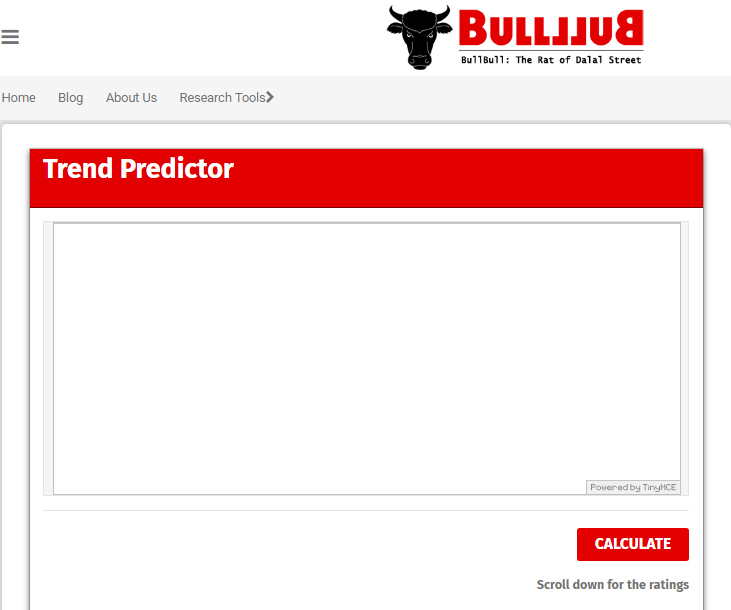 BULLLLUB
BullBull: The Rat of Dalal Street
Home Blog About Us Research Tools
Trend Predictor
Powered by TinyMCE
CALCULATE
Scroll down for the ratings